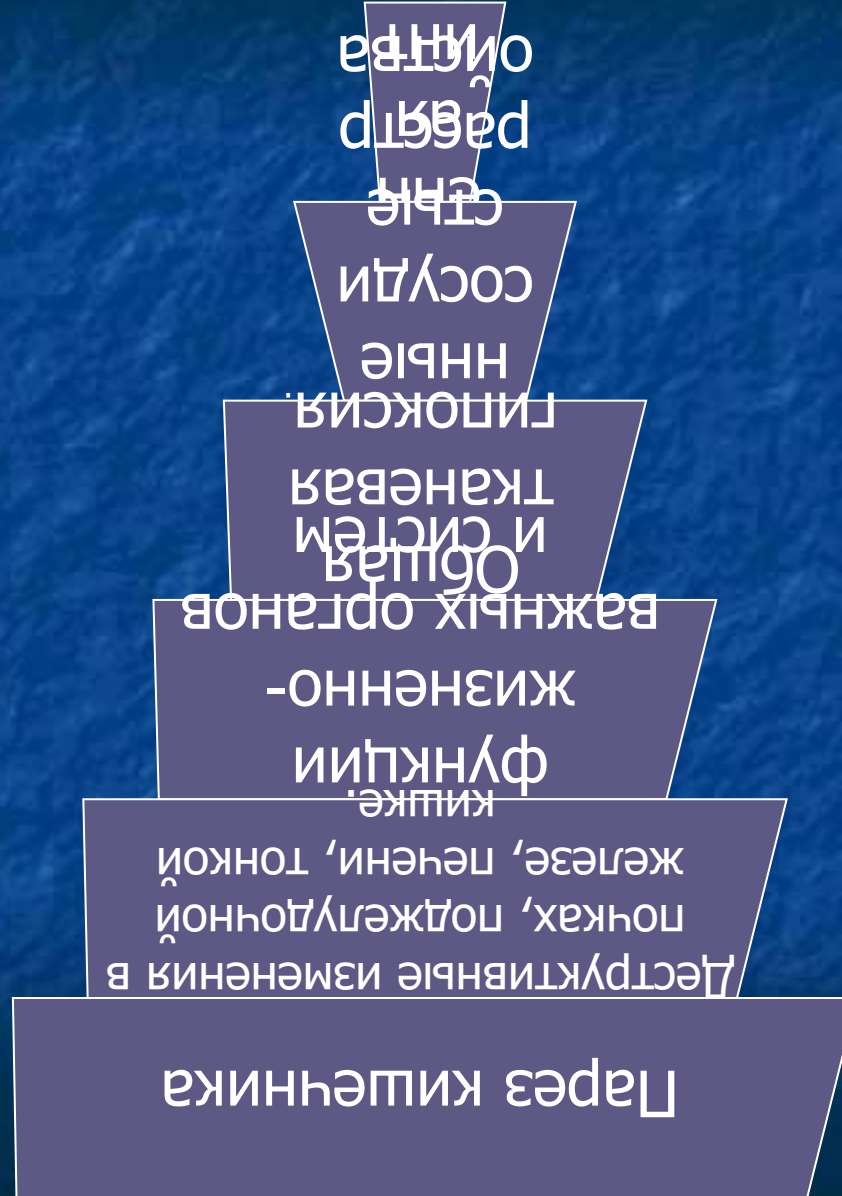 Парез кишечника
Деструктивные изменения в
почках, поджелудочной
железе, печени, тонкой
кишке.
функции
жизненно-
важных органов
и систем
Общая
тканевая
гипоксия.
нные
сосуди
стые
расстр
ойства